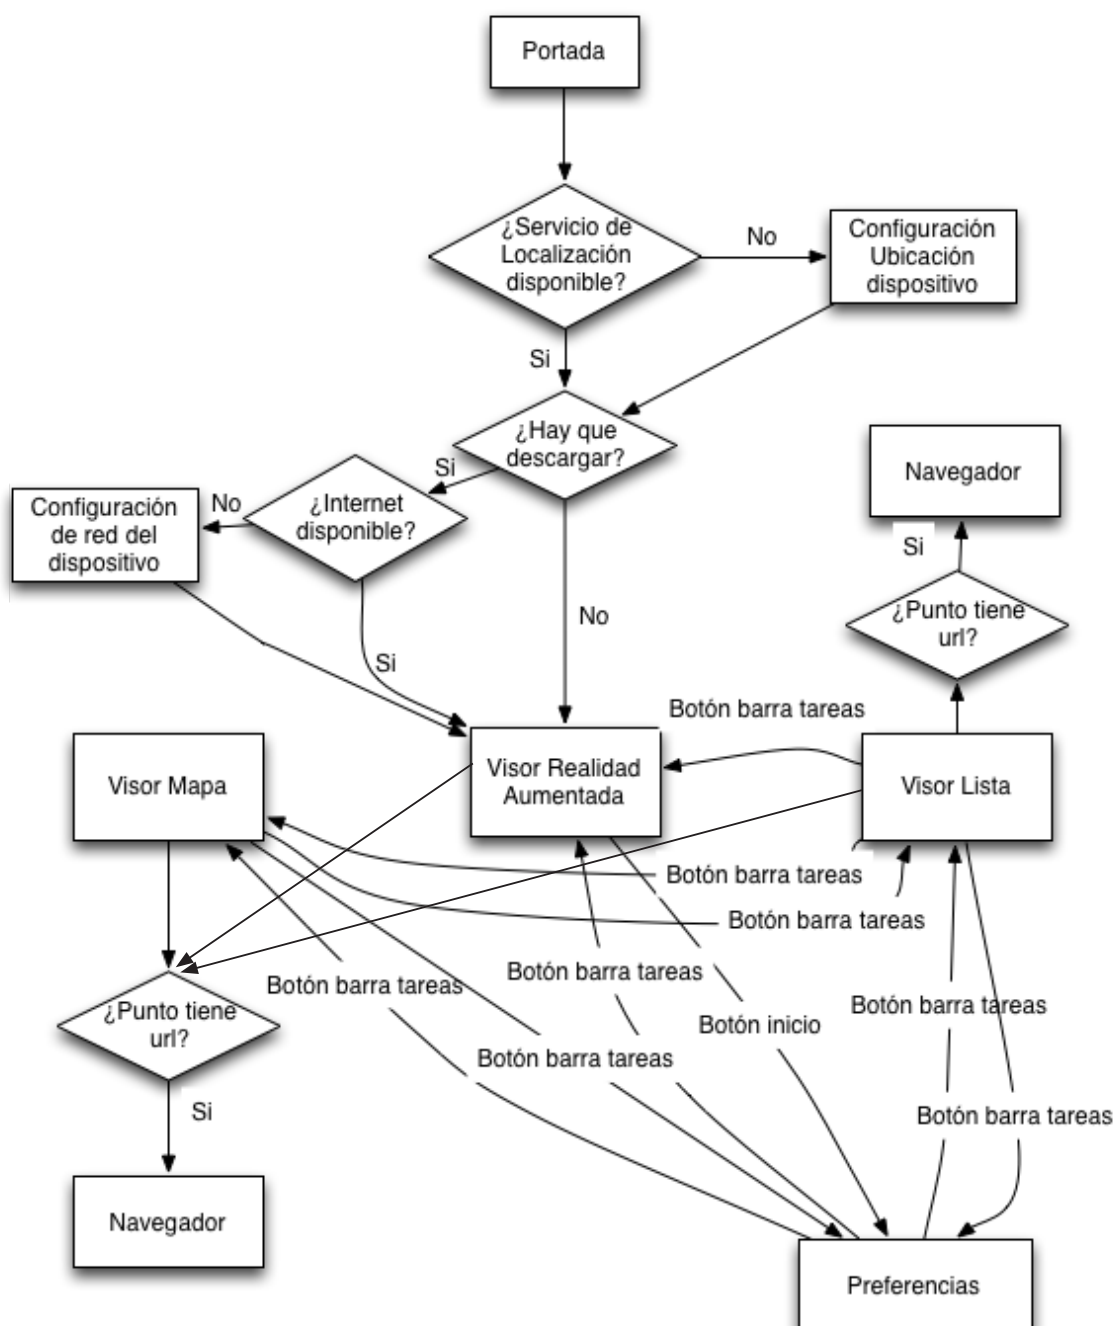 Portada
¿Servicio de
Localización
disponible?
No
Configuración
Ubicación
dispositivo
Si
¿Hay que
descargar?
Si
¿Internet
disponible?
No
Configuración
de red del
dispositivo
Navegador
Si
¿Punto tiene
url?
No
Si
Botón barra tareas
Visor Mapa
Visor Realidad
Aumentada
Visor Lista
Botón barra tareas
Botón barra tareas
Botón barra tareas
Botón barra tareas
Botón barra tareas
¿Punto tiene
url?
Botón inicio
Botón barra tareas
Si
Botón barra tareas
Navegador
Preferencias